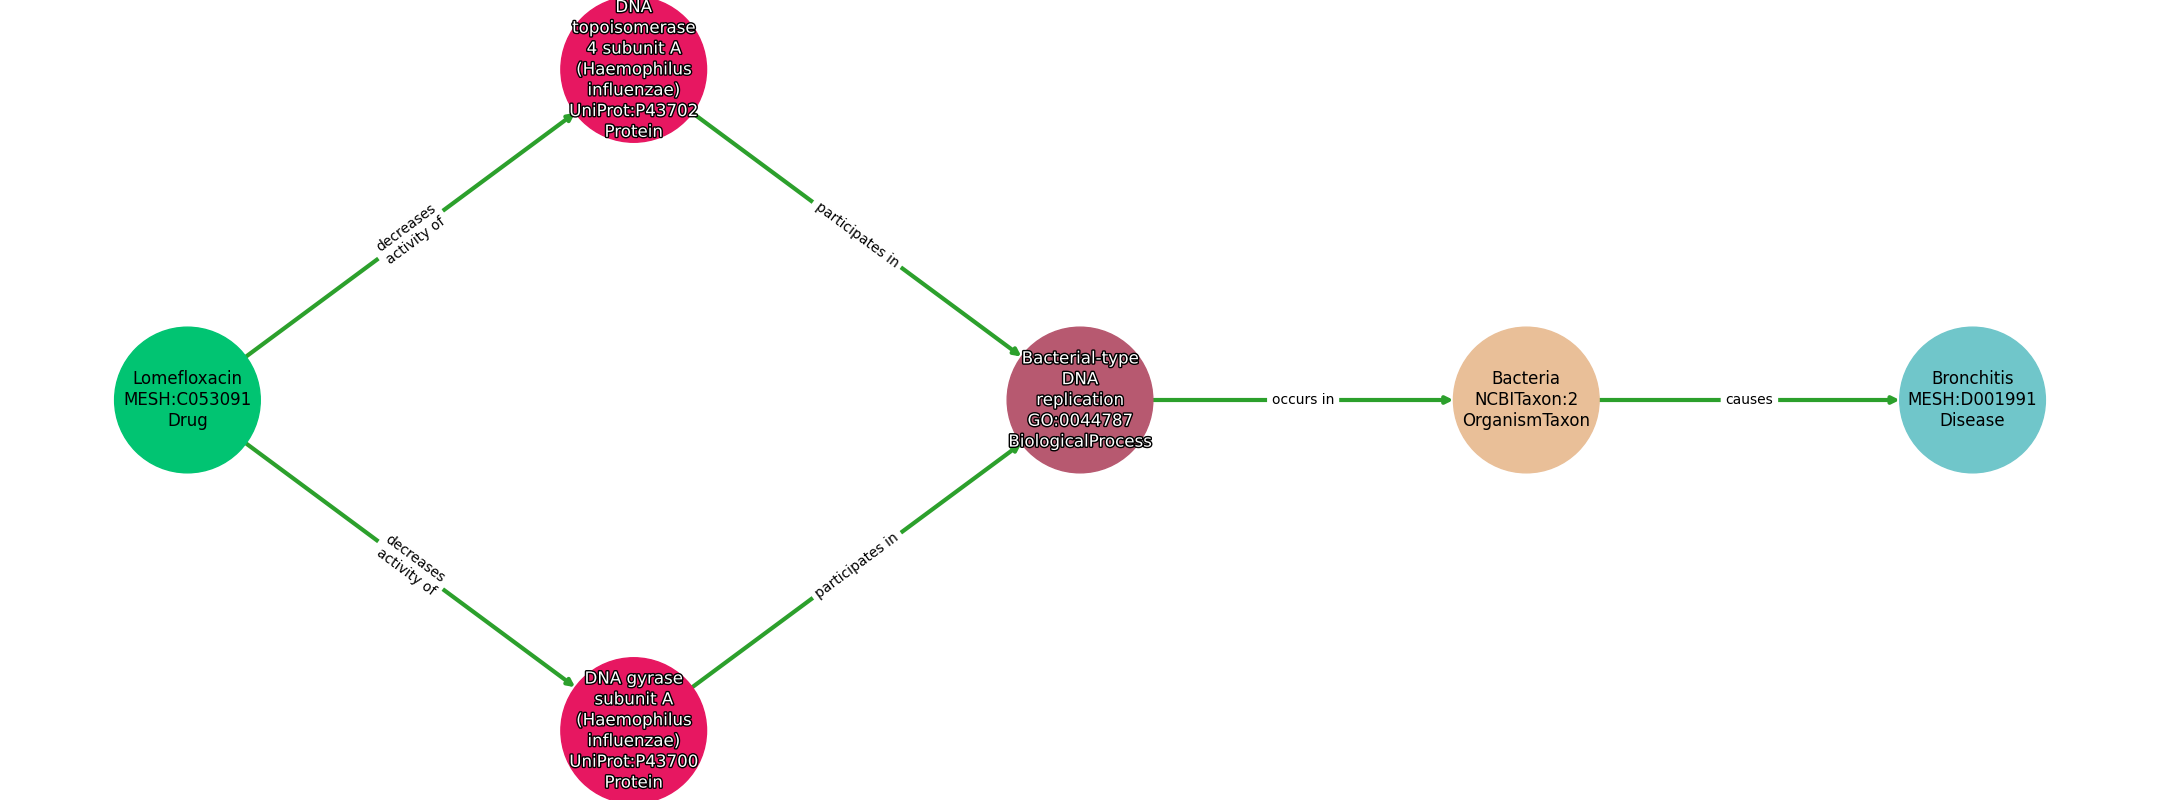 DNA
topoisomerase
4 subunit A
(Haemophilus
influenzae)
UniProt:P43702
Protein
decreases
activity of
participates in
Lomefloxacin
MESH:C053091
Drug
Bacterial-type
DNA
replication
GO:0044787
BiologicalProcess
occurs in
Bacteria
NCBITaxon:2
OrganismTaxon
causes
Bronchitis
MESH:D001991
Disease
decreases
activity of
participates in
DNA gyrase
subunit A
(Haemophilus
influenzae)
UniProt:P43700
Protein